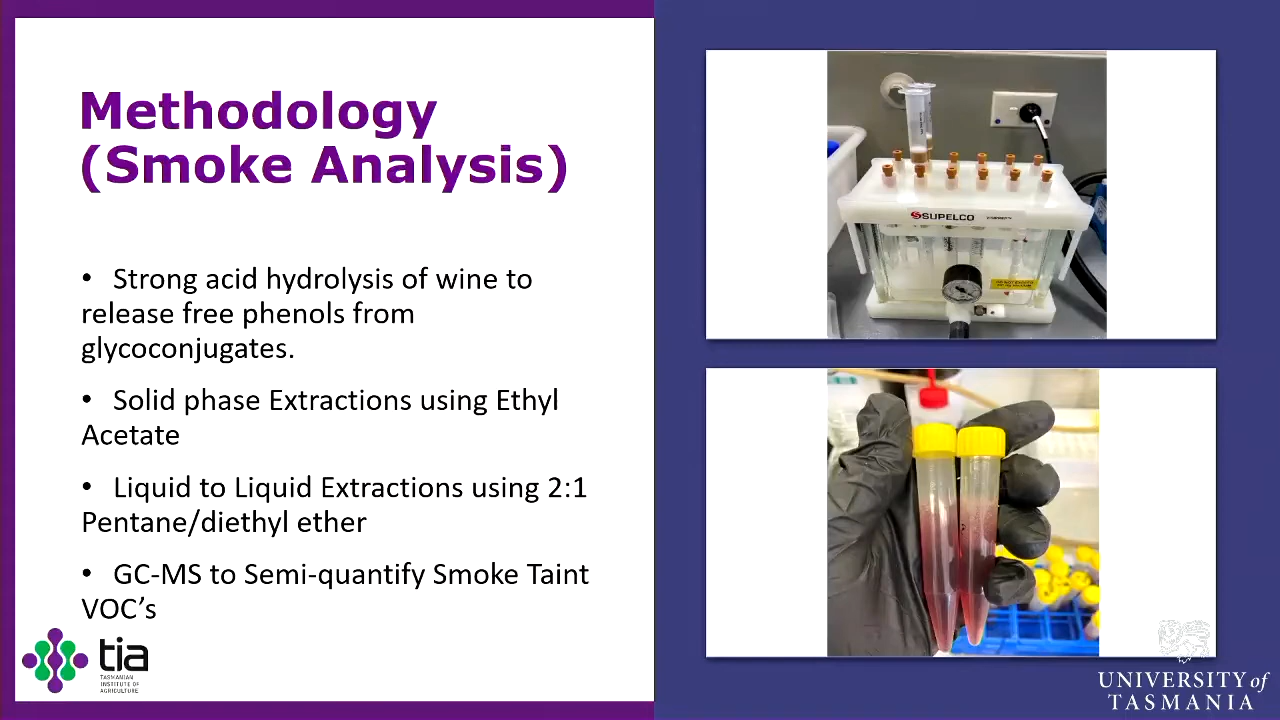 Methodology
(Smoke Analysis)
• Strong acid hydrolysis of wine to
release free phenols from
glycoconjugates.
• Solid phase Extractions using Ethyl
Acetate
• Liquid to Liquid Extractions using 2:1
Pentane/diethyl ether
• GC-MS to Semi-quantify Smoke Taint
VOC’s
tia
TASMANIAN
INSTITUTE OF
AGRICULTURE
SUPELCO
UNIVERSITY of
TASMANIA